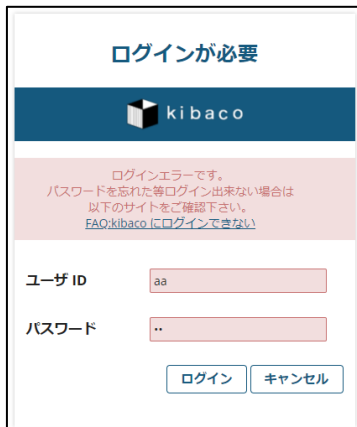 ログインが必要
kibaco
ログインエラーです。
パスワードを忘れた等ログイン出来ない場合は
以下のサイトをご確認下さい。
FAQ:kibaco にログインできない
ユーザ ID
aa
パスワード
••
ログイン キャンセル